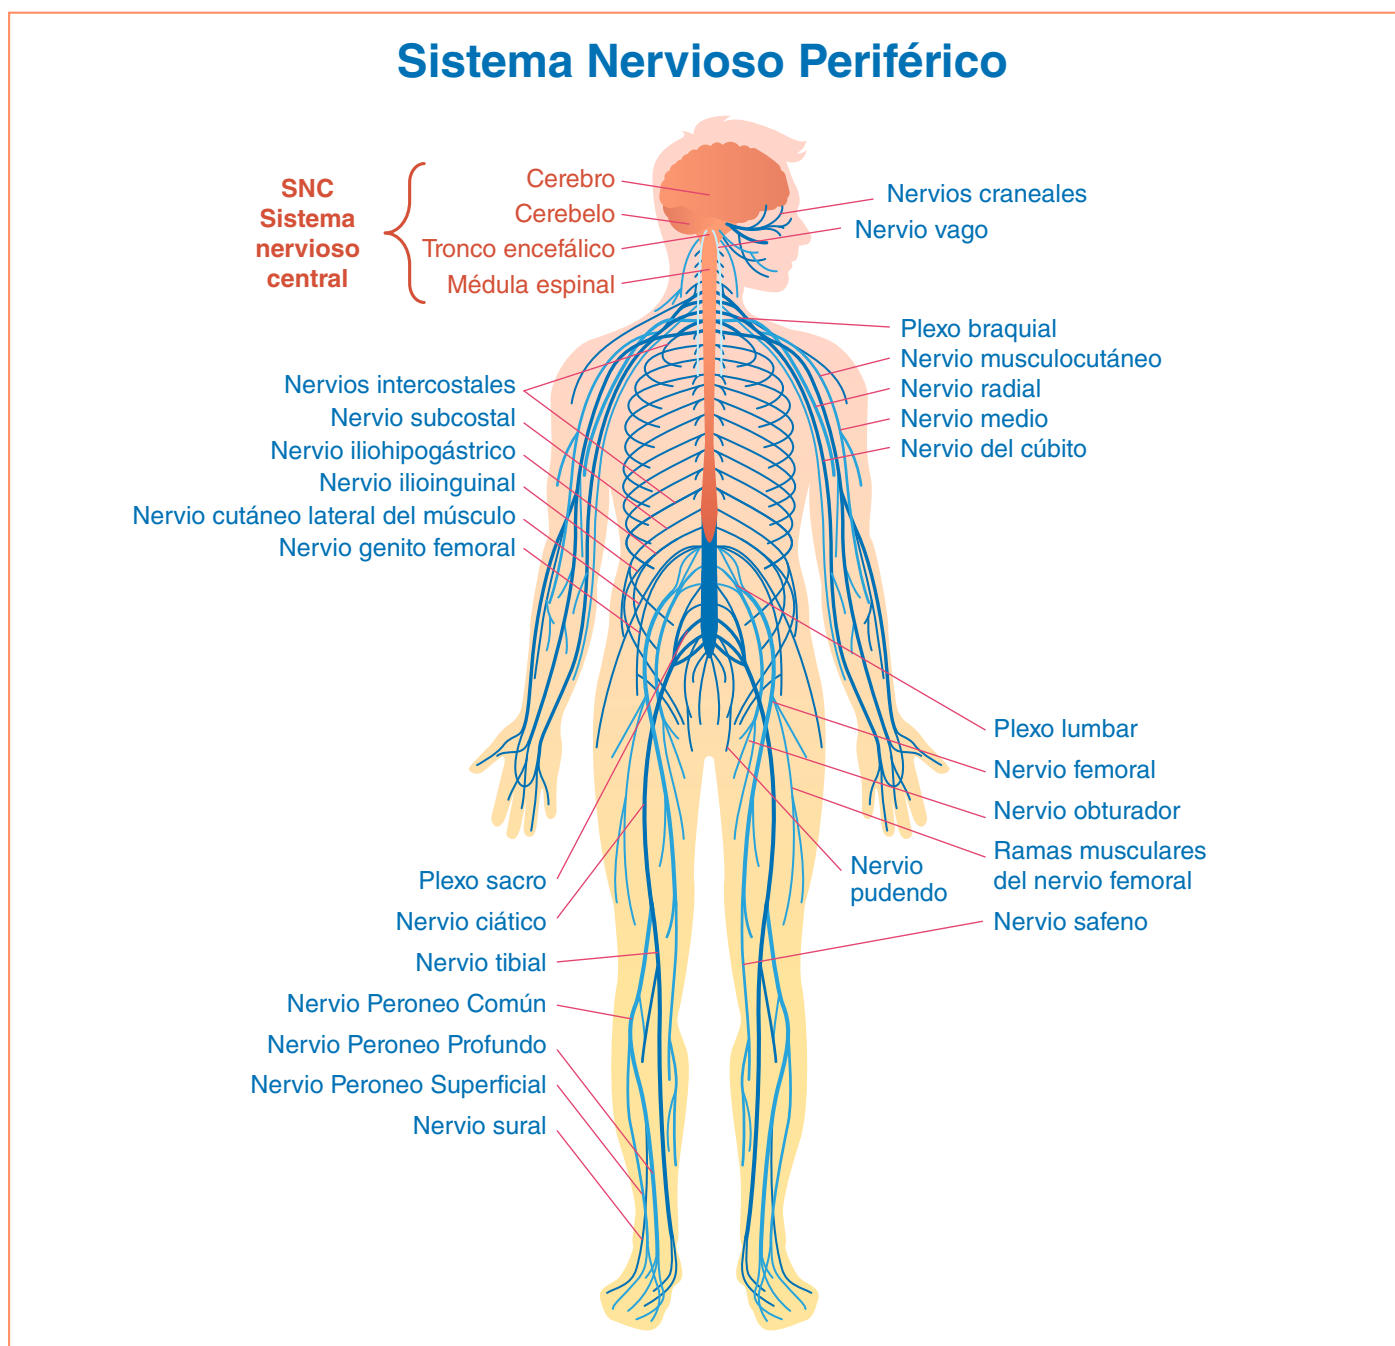 Sistema Nervioso Periférico
SNC
Sistema
nervioso
central
Cerebro
Cerebelo
Tronco encefálico
Médula espinal
Nervios craneales
Nervio vago
Plexo braquial
Nervio musculocutáneo
Nervio radial
Nervio medio
Nervio del cúbito
Nervios intercostales
Nervio subcostal
Nervio iliohipogástrico
Nervio ilioinguinal
Nervio cutáneo lateral del músculo
Nervio genito femoral
Plexo lumbar
Nervio femoral
Nervio obturador
Ramas musculares
del nervio femoral
Nervio
pudendo
Nervio safeno
Plexo sacro
Nervio ciático
Nervio tibial
Nervio Peroneo Común
Nervio Peroneo Profundo
Nervio Peroneo Superficial
Nervio sural